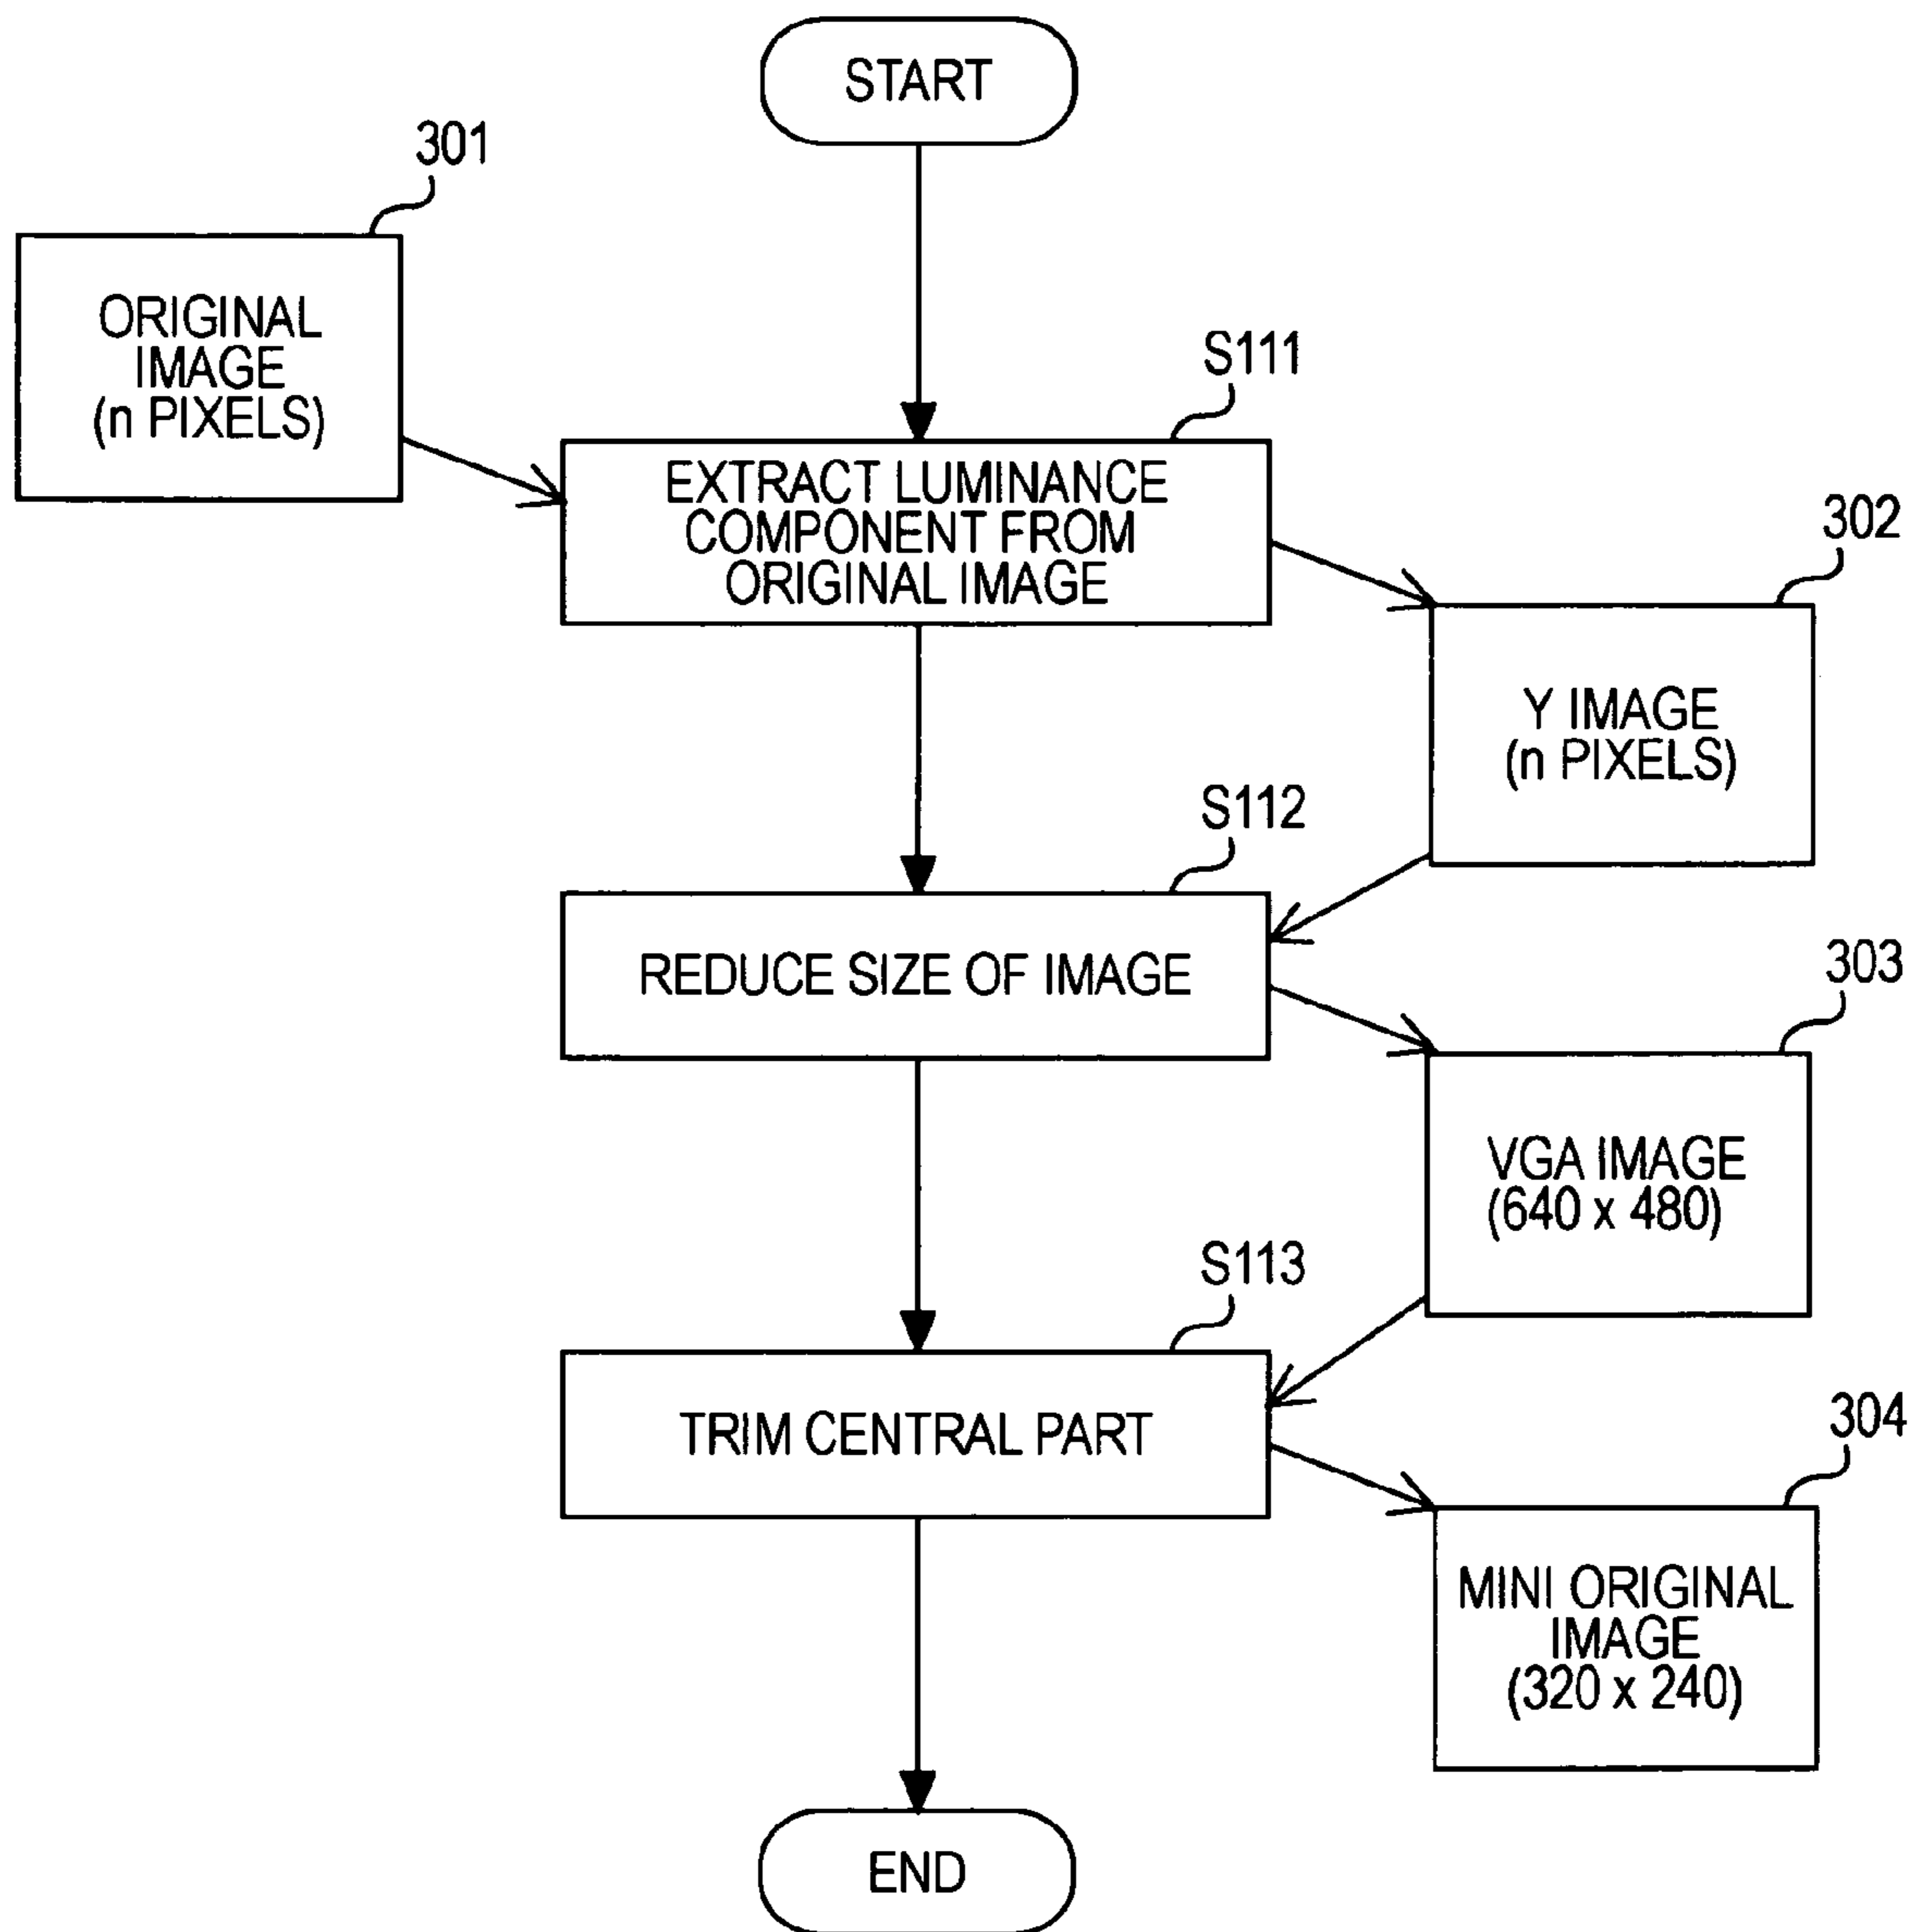 START
301
ORIGINAL
IMAGE
(n PIXELS)
S111
EXTRACT LUMINANCE
COMPONENT FROM
ORIGINAL IMAGE
302
Y IMAGE
(n PIXELS)
S112
REDUCE SIZE OF IMAGE
303
VGA IMAGE
(640 x 480)
S113
TRIM CENTRAL PART
304
MINI ORIGINAL
IMAGE
(320 x 240)
END